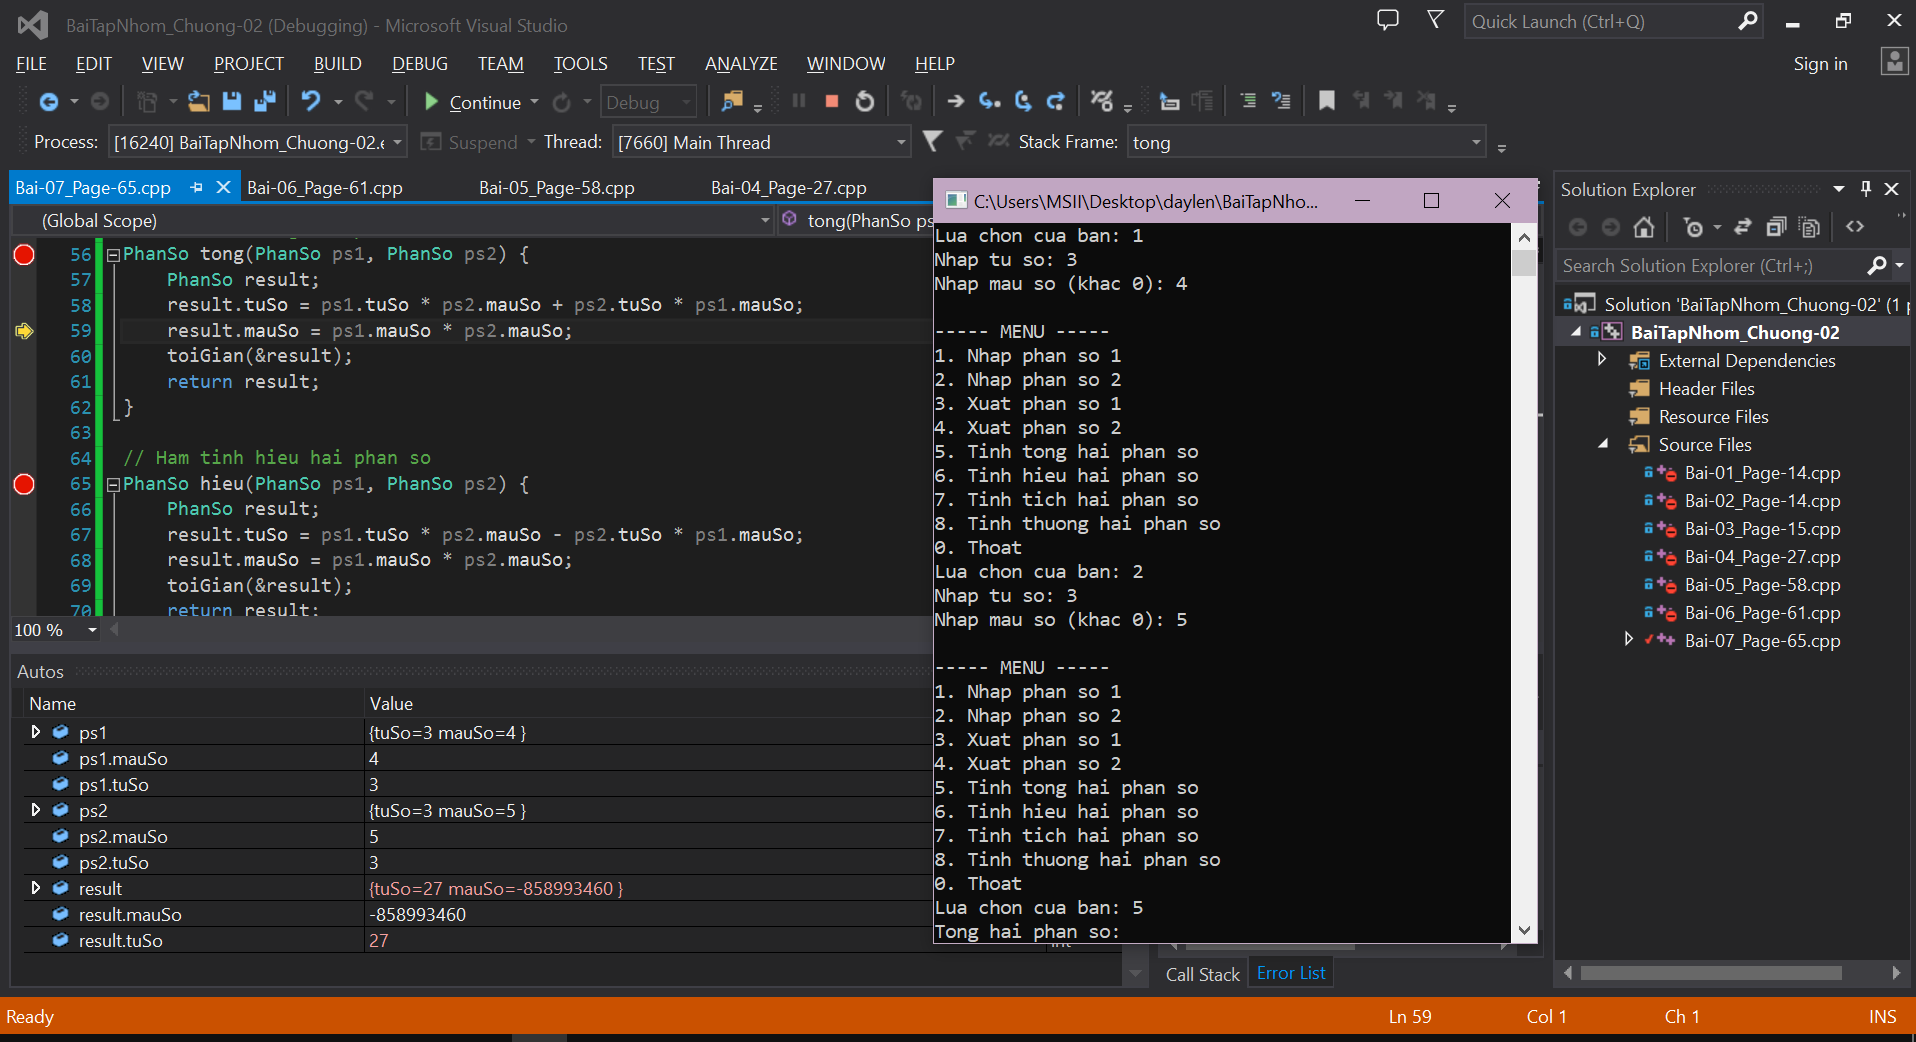 BaiTapNhom_Chuong-02 (Debugging) - Microsoft Visual Studio
Quick Launch (Ctrl+Q)
FILE EDIT VIEW PROJECT BUILD DEBUG TEAM TOOLS TEST ANALYZE WINDOW HELP
Sign in
Continue
Debug
Process: [16240] BaiTapNhom_Chuong-02.e
Suspend
Thread: [7660] Main Thread
Stack Frame: tong
Bai-07_Page-65.cpp
Bai-06_Page-61.cpp
Bai-05_Page-58.cpp
Bai-04_Page-27.cpp
(Global Scope)
tong(PhanSo ps
56 PhanSo tong(PhanSo ps1, PhanSo ps2) {
57 PhanSo result;
58 result.tuSo = ps1.tuSo * ps2.mauSo + ps2.tuSo * ps1.mauSo;
59 result.mauSo = ps1.mauSo * ps2.mauSo;
60 toiGian(&result);
61 return result;
62 }
63
64 // Ham tinh hieu hai phan so
65 PhanSo hieu(PhanSo ps1, PhanSo ps2) {
66 PhanSo result;
67 result.tuSo = ps1.tuSo * ps2.mauSo - ps2.tuSo * ps1.mauSo;
68 result.mauSo = ps1.mauSo * ps2.mauSo;
69 toiGian(&result);
70 return result;
100 %
Autos
Name Value
ps1 {tuSo=3 mauSo=4 }
ps1.mauSo 4
ps1.tuSo 3
ps2 {tuSo=3 mauSo=5 }
ps2.mauSo 5
ps2.tuSo 3
result {tuSo=27 mauSo=-858993460 }
result.mauSo -858993460
result.tuSo 27
int
C:\Users\MSII\Desktop\daylen\BaiTapNho...
Lua chon cua ban: 1
Nhap tu so: 3
Nhap mau so (khac 0): 4
----- MENU -----
1. Nhap phan so 1
2. Nhap phan so 2
3. Xuat phan so 1
4. Xuat phan so 2
5. Tinh tong hai phan so
6. Tinh hieu hai phan so
7. Tinh tich hai phan so
8. Tinh thuong hai phan so
0. Thoat
Lua chon cua ban: 2
Nhap tu so: 3
Nhap mau so (khac 0): 5
----- MENU -----
1. Nhap phan so 1
2. Nhap phan so 2
3. Xuat phan so 1
4. Xuat phan so 2
5. Tinh tong hai phan so
6. Tinh hieu hai phan so
7. Tinh tich hai phan so
8. Tinh thuong hai phan so
0. Thoat
Lua chon cua ban: 5
Tong hai phan so:
Call Stack
Error List
Solution Explorer
Search Solution Explorer (Ctrl+;)
Solution 'BaiTapNhom_Chuong-02' (1 p
BaiTapNhom_Chuong-02
External Dependencies
Header Files
Resource Files
Source Files
Bai-01_Page-14.cpp
Bai-02_Page-14.cpp
Bai-03_Page-15.cpp
Bai-04_Page-27.cpp
Bai-05_Page-58.cpp
Bai-06_Page-61.cpp
Bai-07_Page-65.cpp
Ready
Ln 59
Col 1
Ch 1
INS